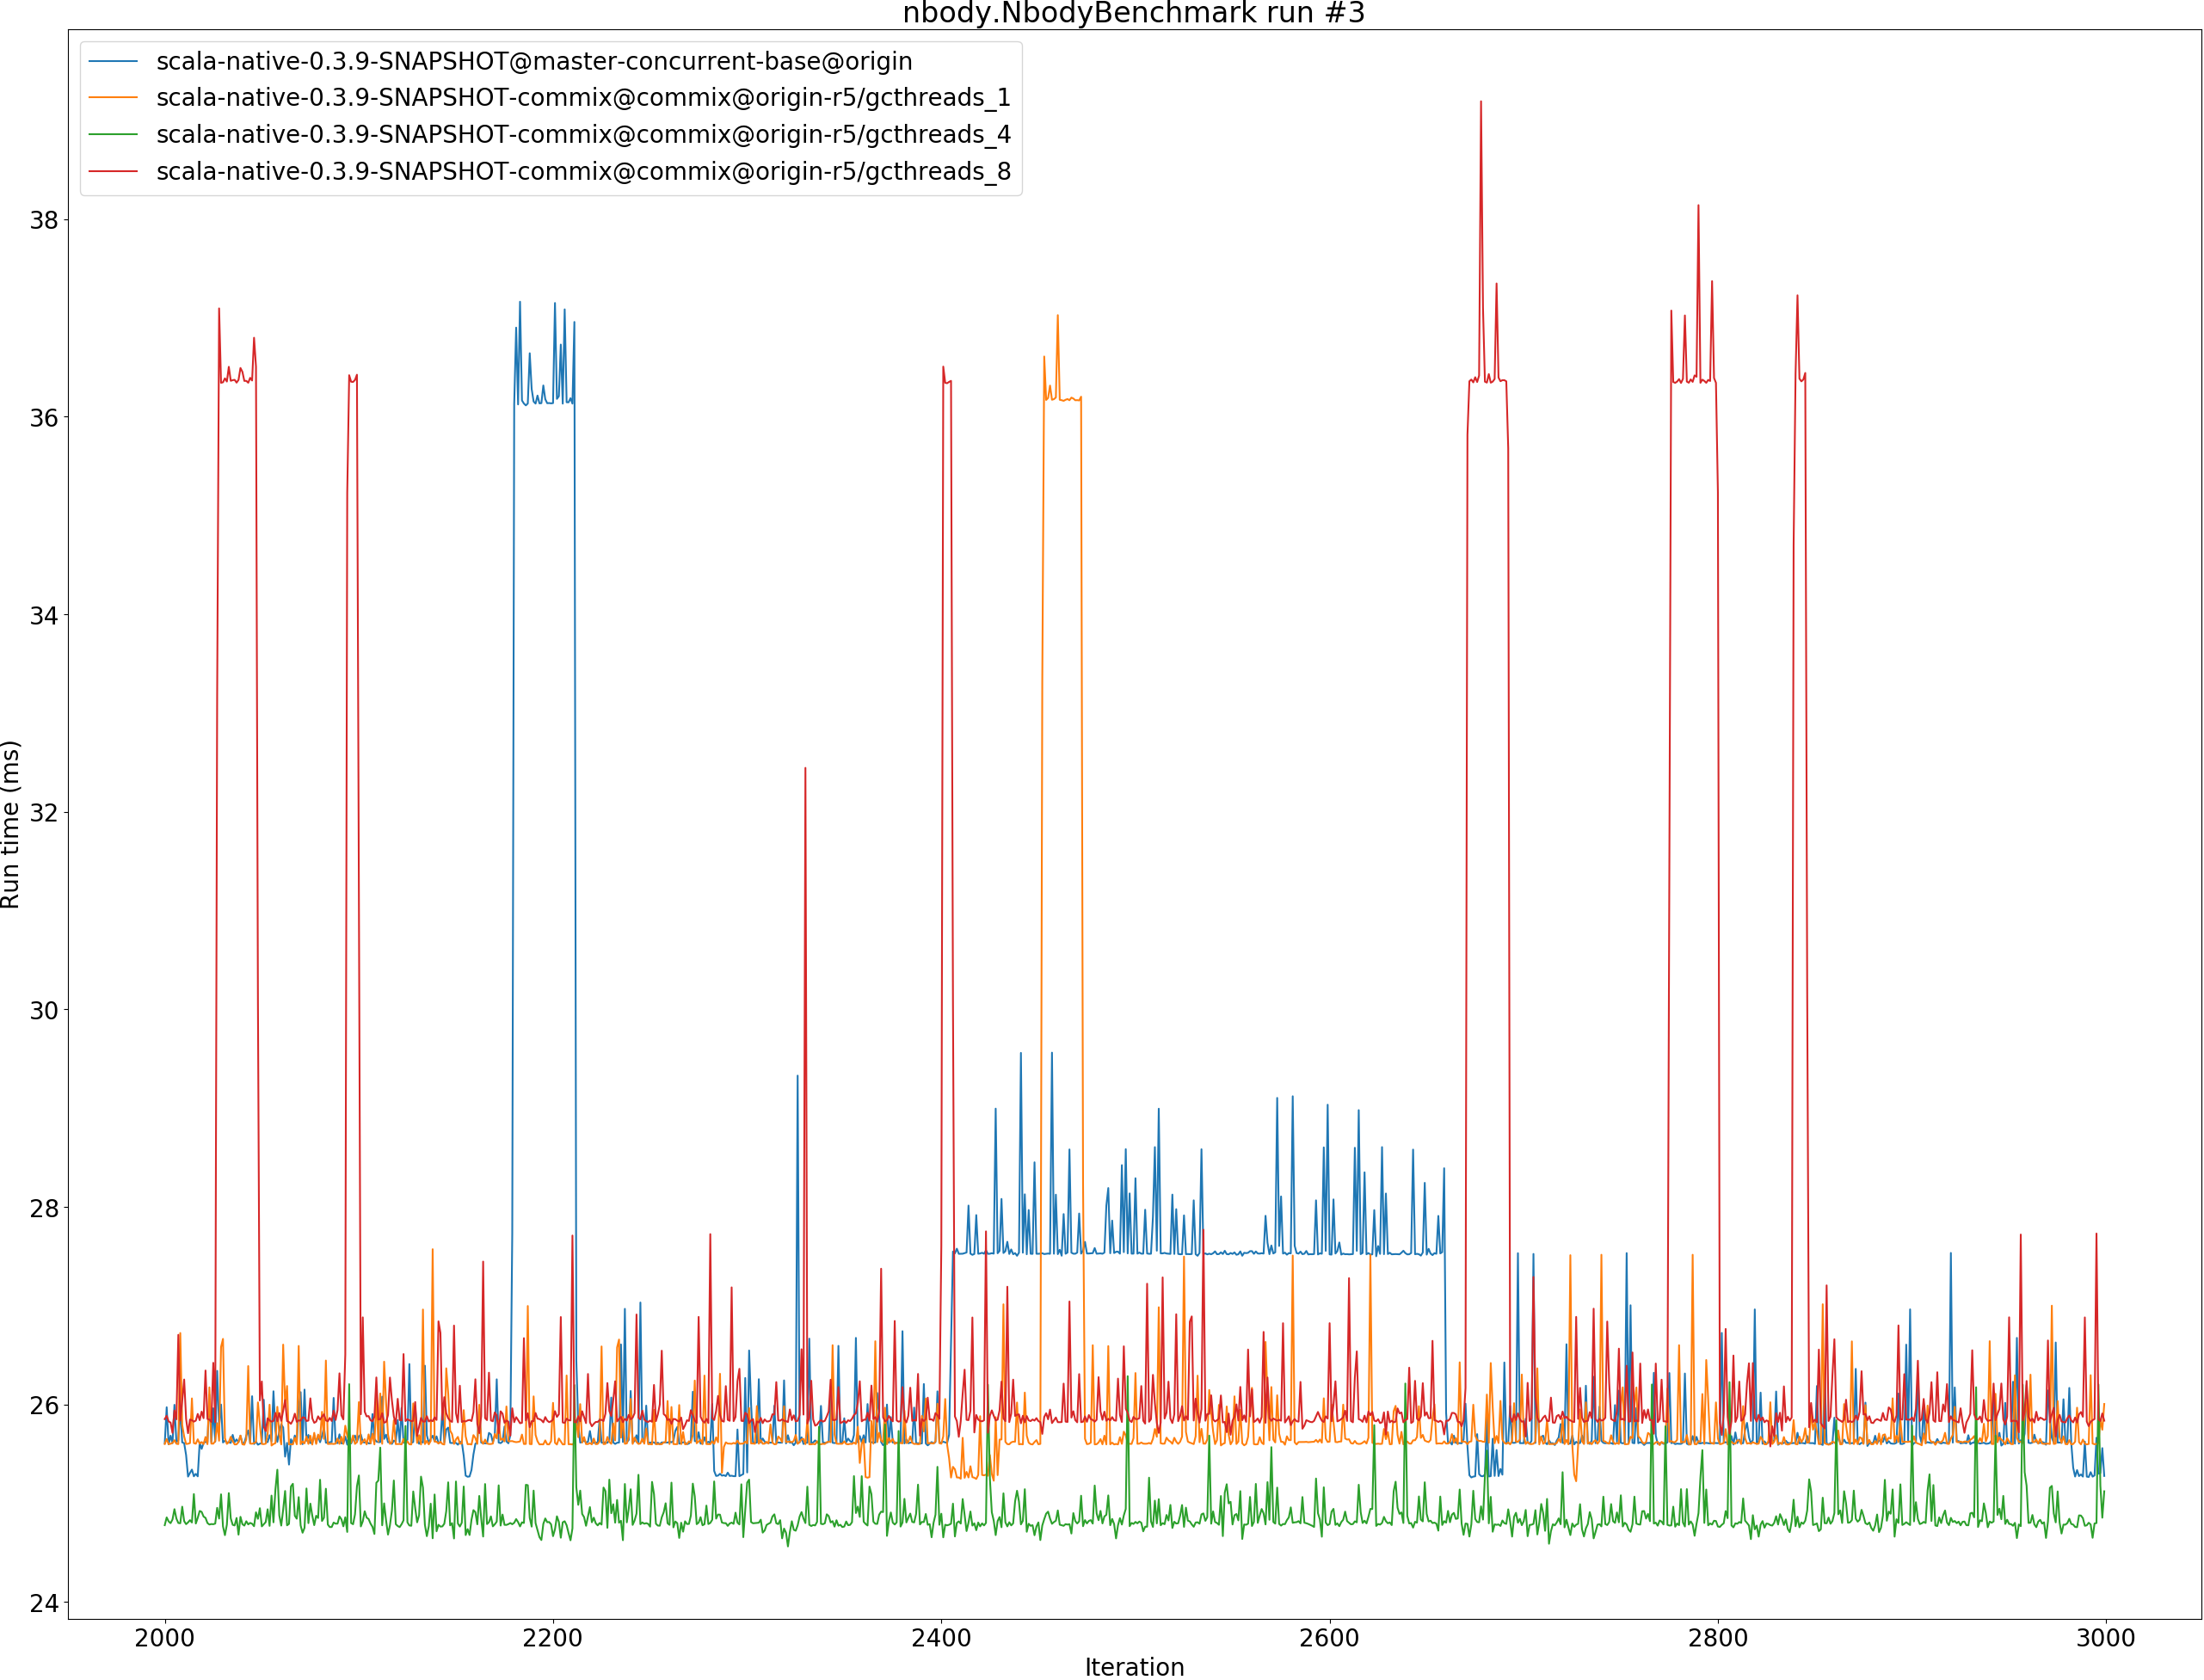 nbody.NbodyBenchmark run #3
scala-native-0.3.9-SNAPSHOT@master-concurrent-base@origin
scala-native-0.3.9-SNAPSHOT-commix@commix@origin-r5/gcthreads_1
scala-native-0.3.9-SNAPSHOT-commix@commix@origin-r5/gcthreads_4
scala-native-0.3.9-SNAPSHOT-commix@commix@origin-r5/gcthreads_8
38
36
34
32
30
28
26
24
Run time (ms)
2000 2200 2400 2600 2800 3000
Iteration